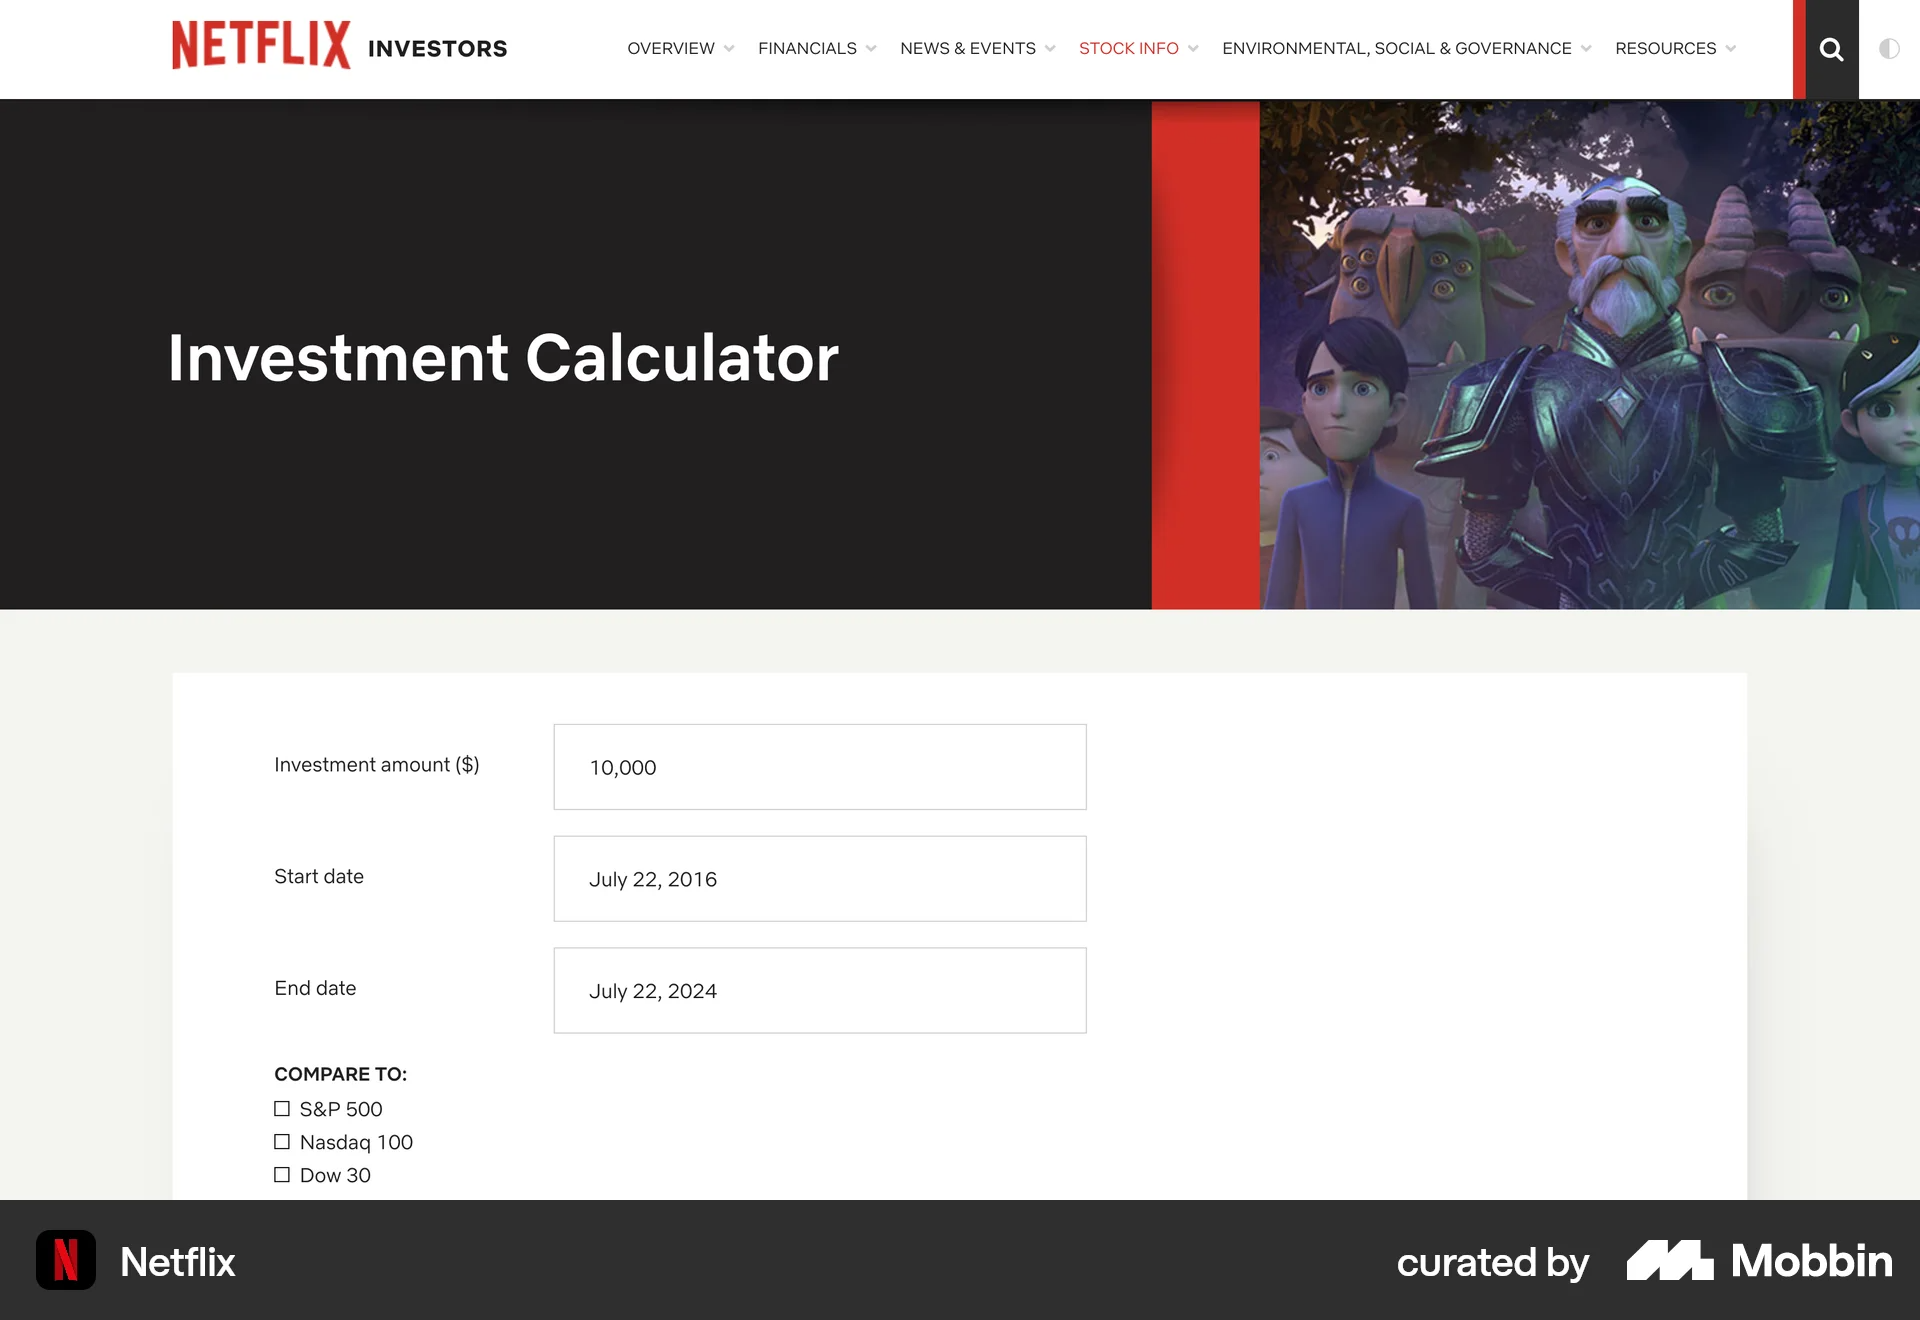 NETFLIX INVESTORS
OVERVIEW FINANCIALS NEWS & EVENTS STOCK INFO ENVIRONMENTAL, SOCIAL & GOVERNANCE RESOURCES
Investment Calculator
Investment amount ($) 10,000
Start date July 22, 2016
End date July 22, 2024
COMPARE TO:
S&P 500
Nasdaq 100
Dow 30
N Netflix
curated by Mobbin